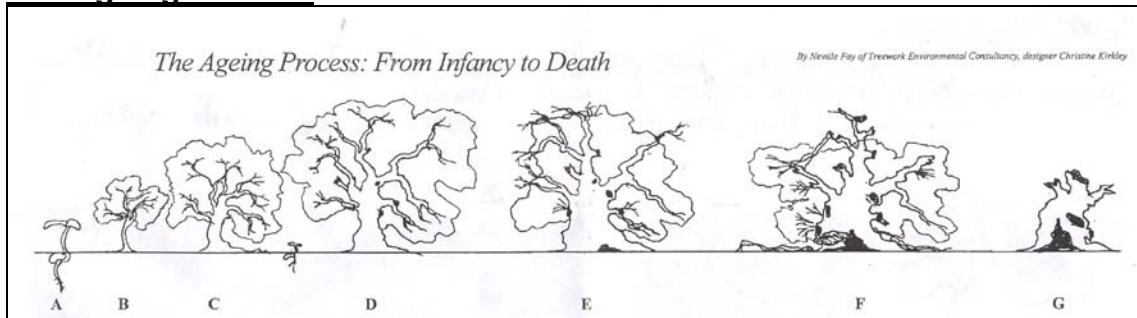 The Ageing Process: From Infancy to Death
By Neville Fay of Treework Environmental Consultancy, designer Christine Kirkley
A B C D E F G